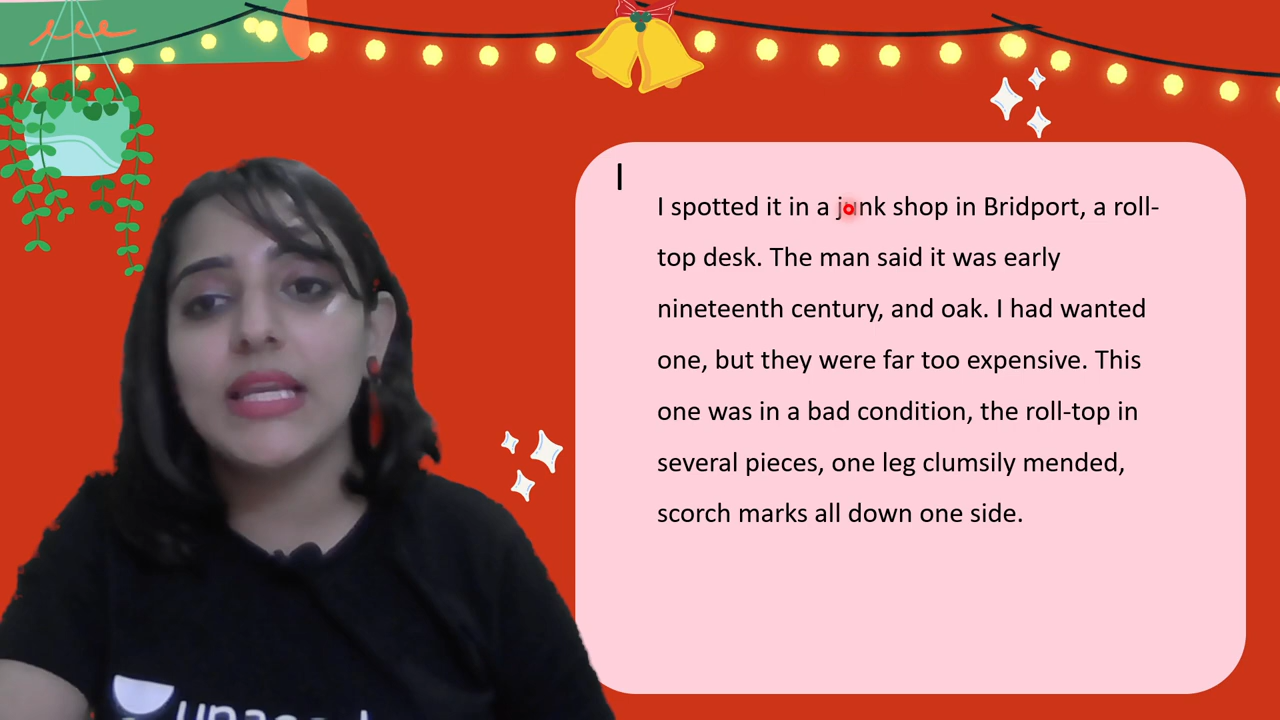 I
I spotted it in a junk shop in Bridport, a roll-
top desk. The man said it was early
nineteenth century, and oak. I had wanted
one, but they were far too expensive. This
one was in a bad condition, the roll-top in
several pieces, one leg clumsily mended,
scorch marks all down one side.